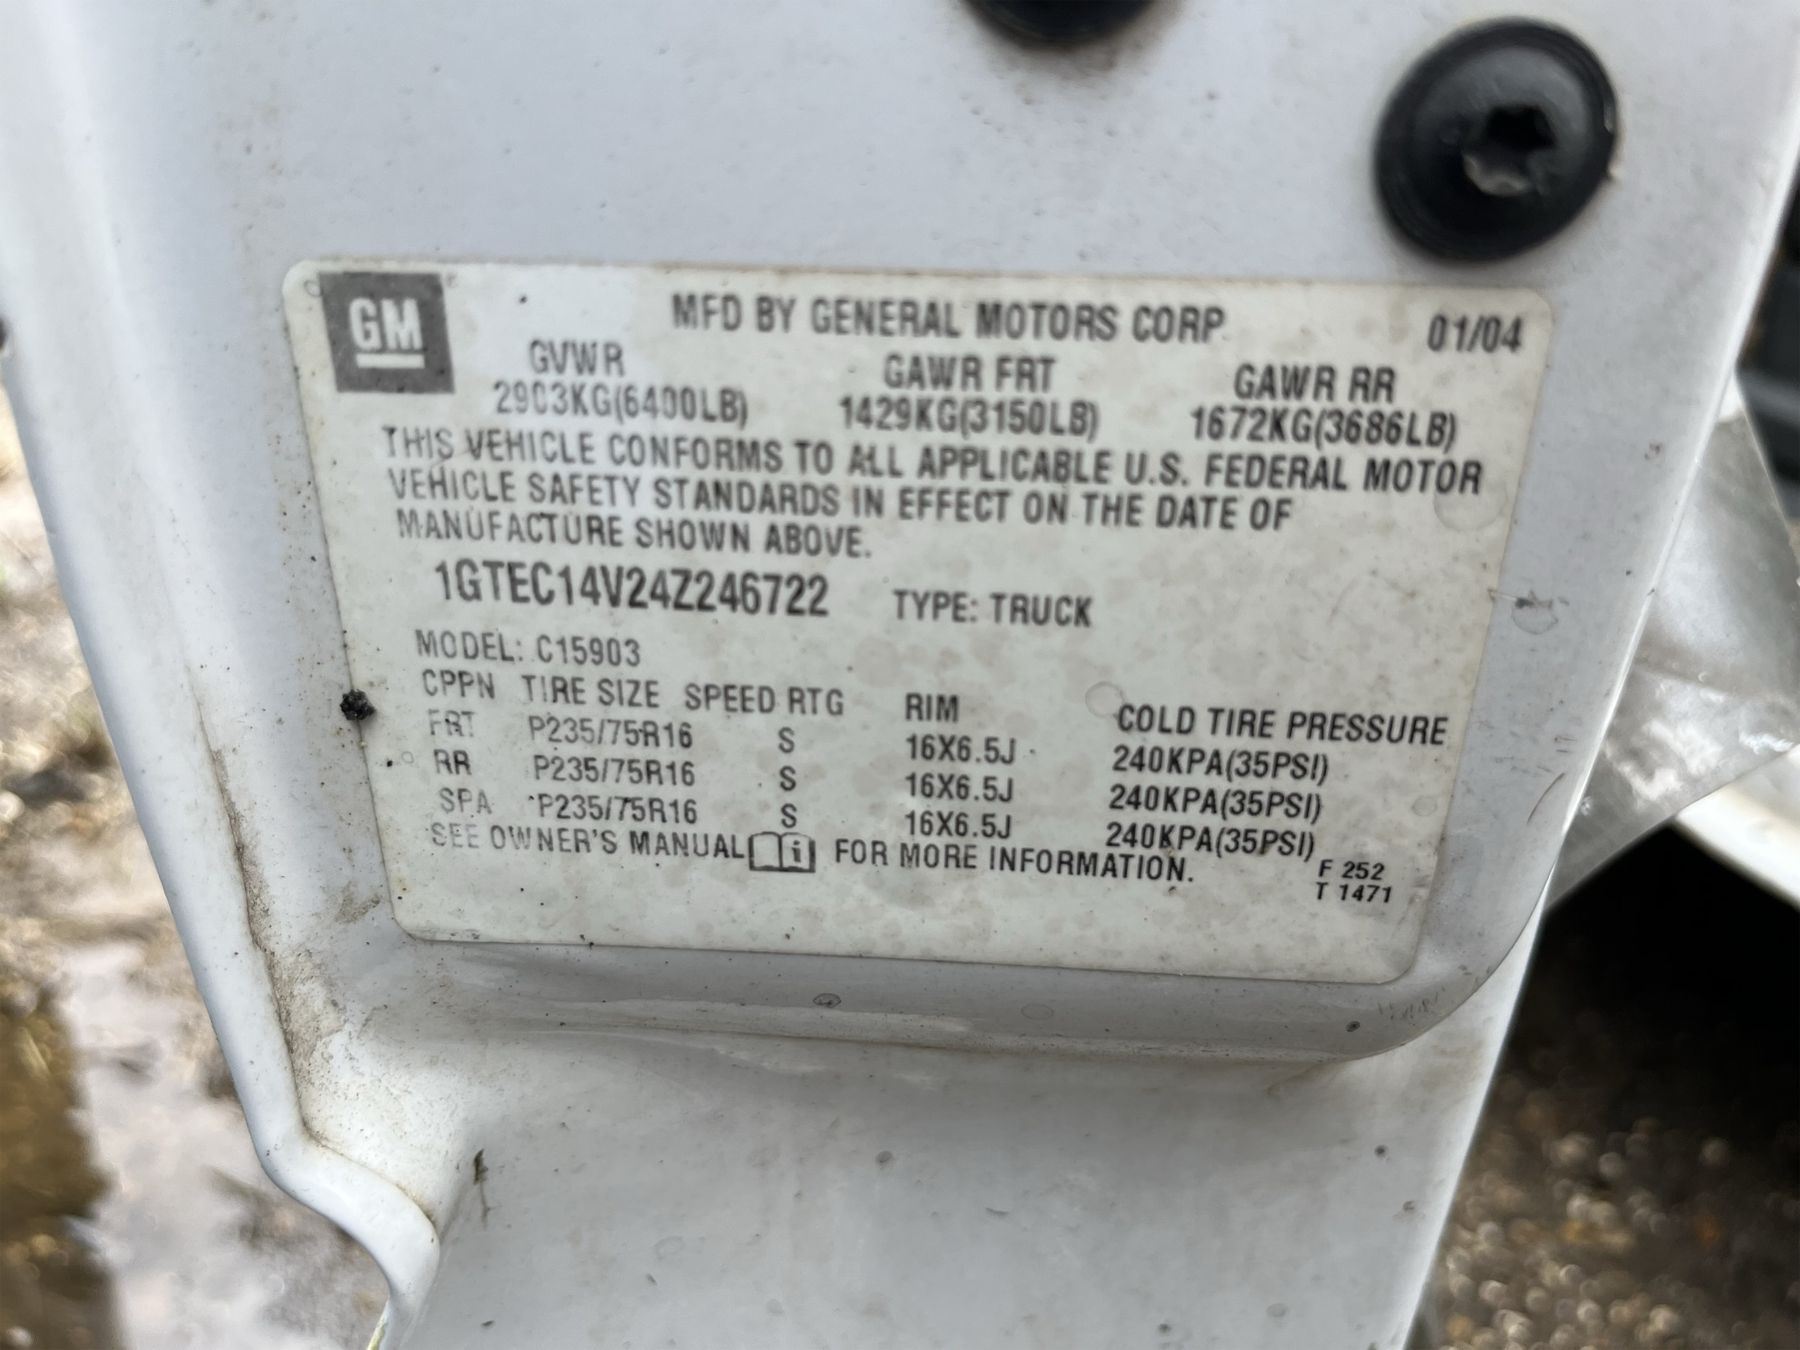 GM
MFD BY GENERAL MOTORS CORP 01/04
GVWR GAWR FRT GAWR RR
2903KG(6400LB) 1429KG(3150LB) 1672KG(3686LB)
THIS VEHICLE CONFORMS TO ALL APPLICABLE U.S. FEDERAL MOTOR
VEHICLE SAFETY STANDARDS IN EFFECT ON THE DATE OF
MANUFACTURE SHOWN ABOVE.
1GTEC14V24Z246722 TYPE: TRUCK
MODEL: C15903
CPPN TIRE SIZE SPEED RTG RIM COLD TIRE PRESSURE
FRT P235/75R16 S 16X6.5J 240KPA(35PSI)
RR P235/75R16 S 16X6.5J 240KPA(35PSI)
SPA P235/75R16 S 16X6.5J 240KPA(35PSI)
SEE OWNER'S MANUAL i FOR MORE INFORMATION.
F 252
T 1471